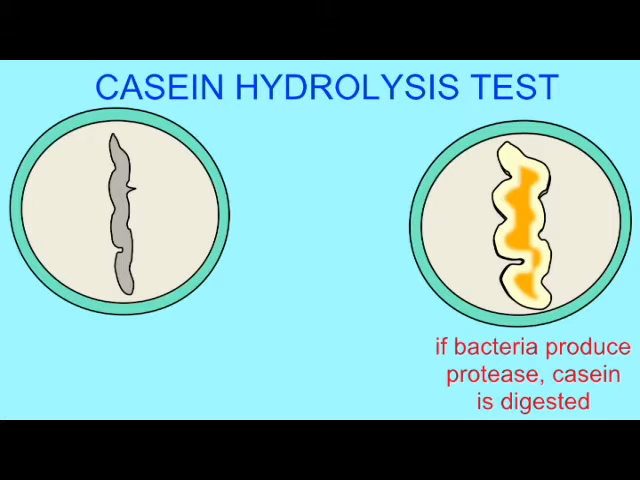 CASEIN HYDROLYSIS TEST
if bacteria produce
protease, casein
is digested